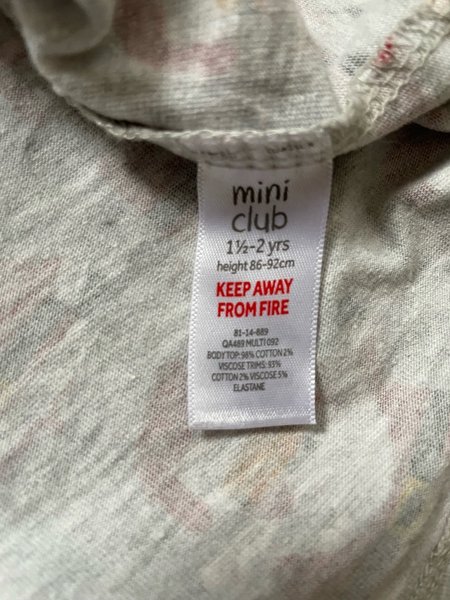 mini
club
1½-2 yrs
height 86-92cm
KEEP AWAY
FROM FIRE
81-14-889
QA489 MULTI 092
BODY TOP: 98% COTTON 2%
VISCOSE TRIMS: 93%
COTTON 2% VISCOSE 5%
ELASTANE